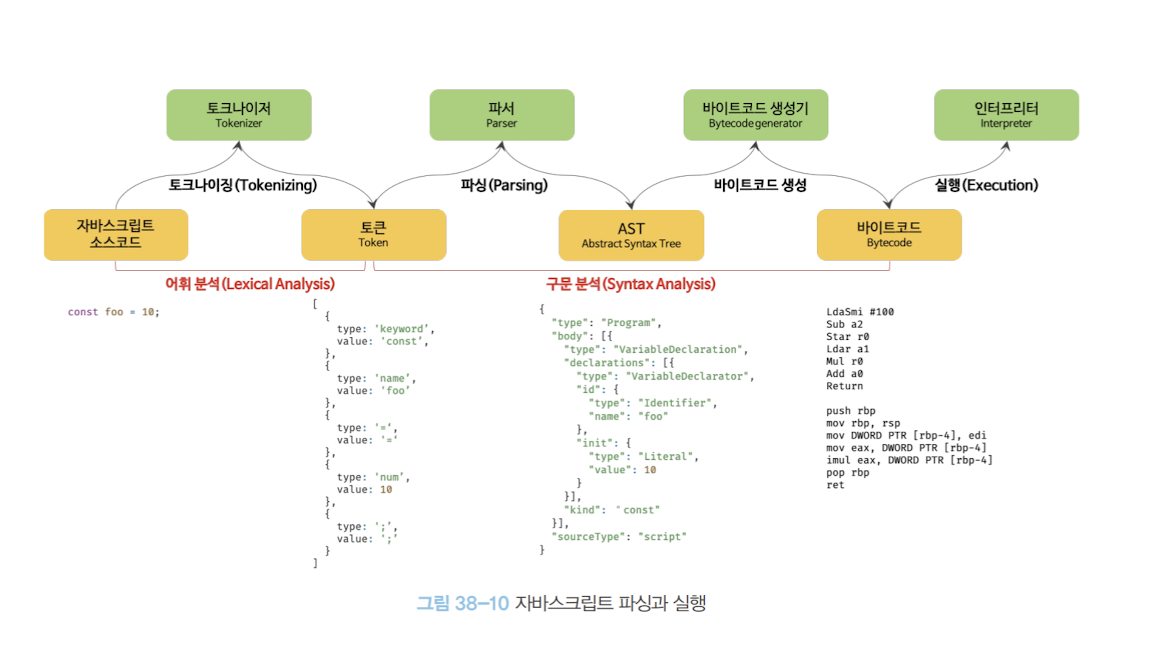 토크나이저
Tokenizer
파서
Parser
바이트코드 생성기
Bytecode generator
인터프리터
Interpreter
토크나이징(Tokenizing)
파싱(Parsing)
바이트코드 생성
실행(Execution)
자바스크립트
소스코드
토큰
Token
AST
Abstract Syntax Tree
바이트코드
Bytecode
어휘 분석(Lexical Analysis)
구문 분석(Syntax Analysis)
const foo = 10;
[
{
type: 'keyword',
value: 'const',
},
{
type: 'name',
value: 'foo'
},
{
type: '=',
value: '='
},
{
type: 'num',
value: 10
},
{
type: ';',
value: ';'
}
]
{
"type": "Program",
"body": [{
"type": "VariableDeclaration",
"declarations": [{
"type": "VariableDeclarator",
"id": {
"type": "Identifier",
"name": "foo"
},
"init": {
"type": "Literal",
"value": 10
}
}],
"kind": "const"
}],
"sourceType": "script"
}
LdaSmi #100
Sub a2
Star r0
Ldar a1
Mul r0
Add a0
Return
push rbp
mov rbp, rsp
mov DWORD PTR [rbp-4], edi
mov eax, DWORD PTR [rbp-4]
imul eax, DWORD PTR [rbp-4]
pop rbp
ret
그림 38-10 자바스크립트 파싱과 실행